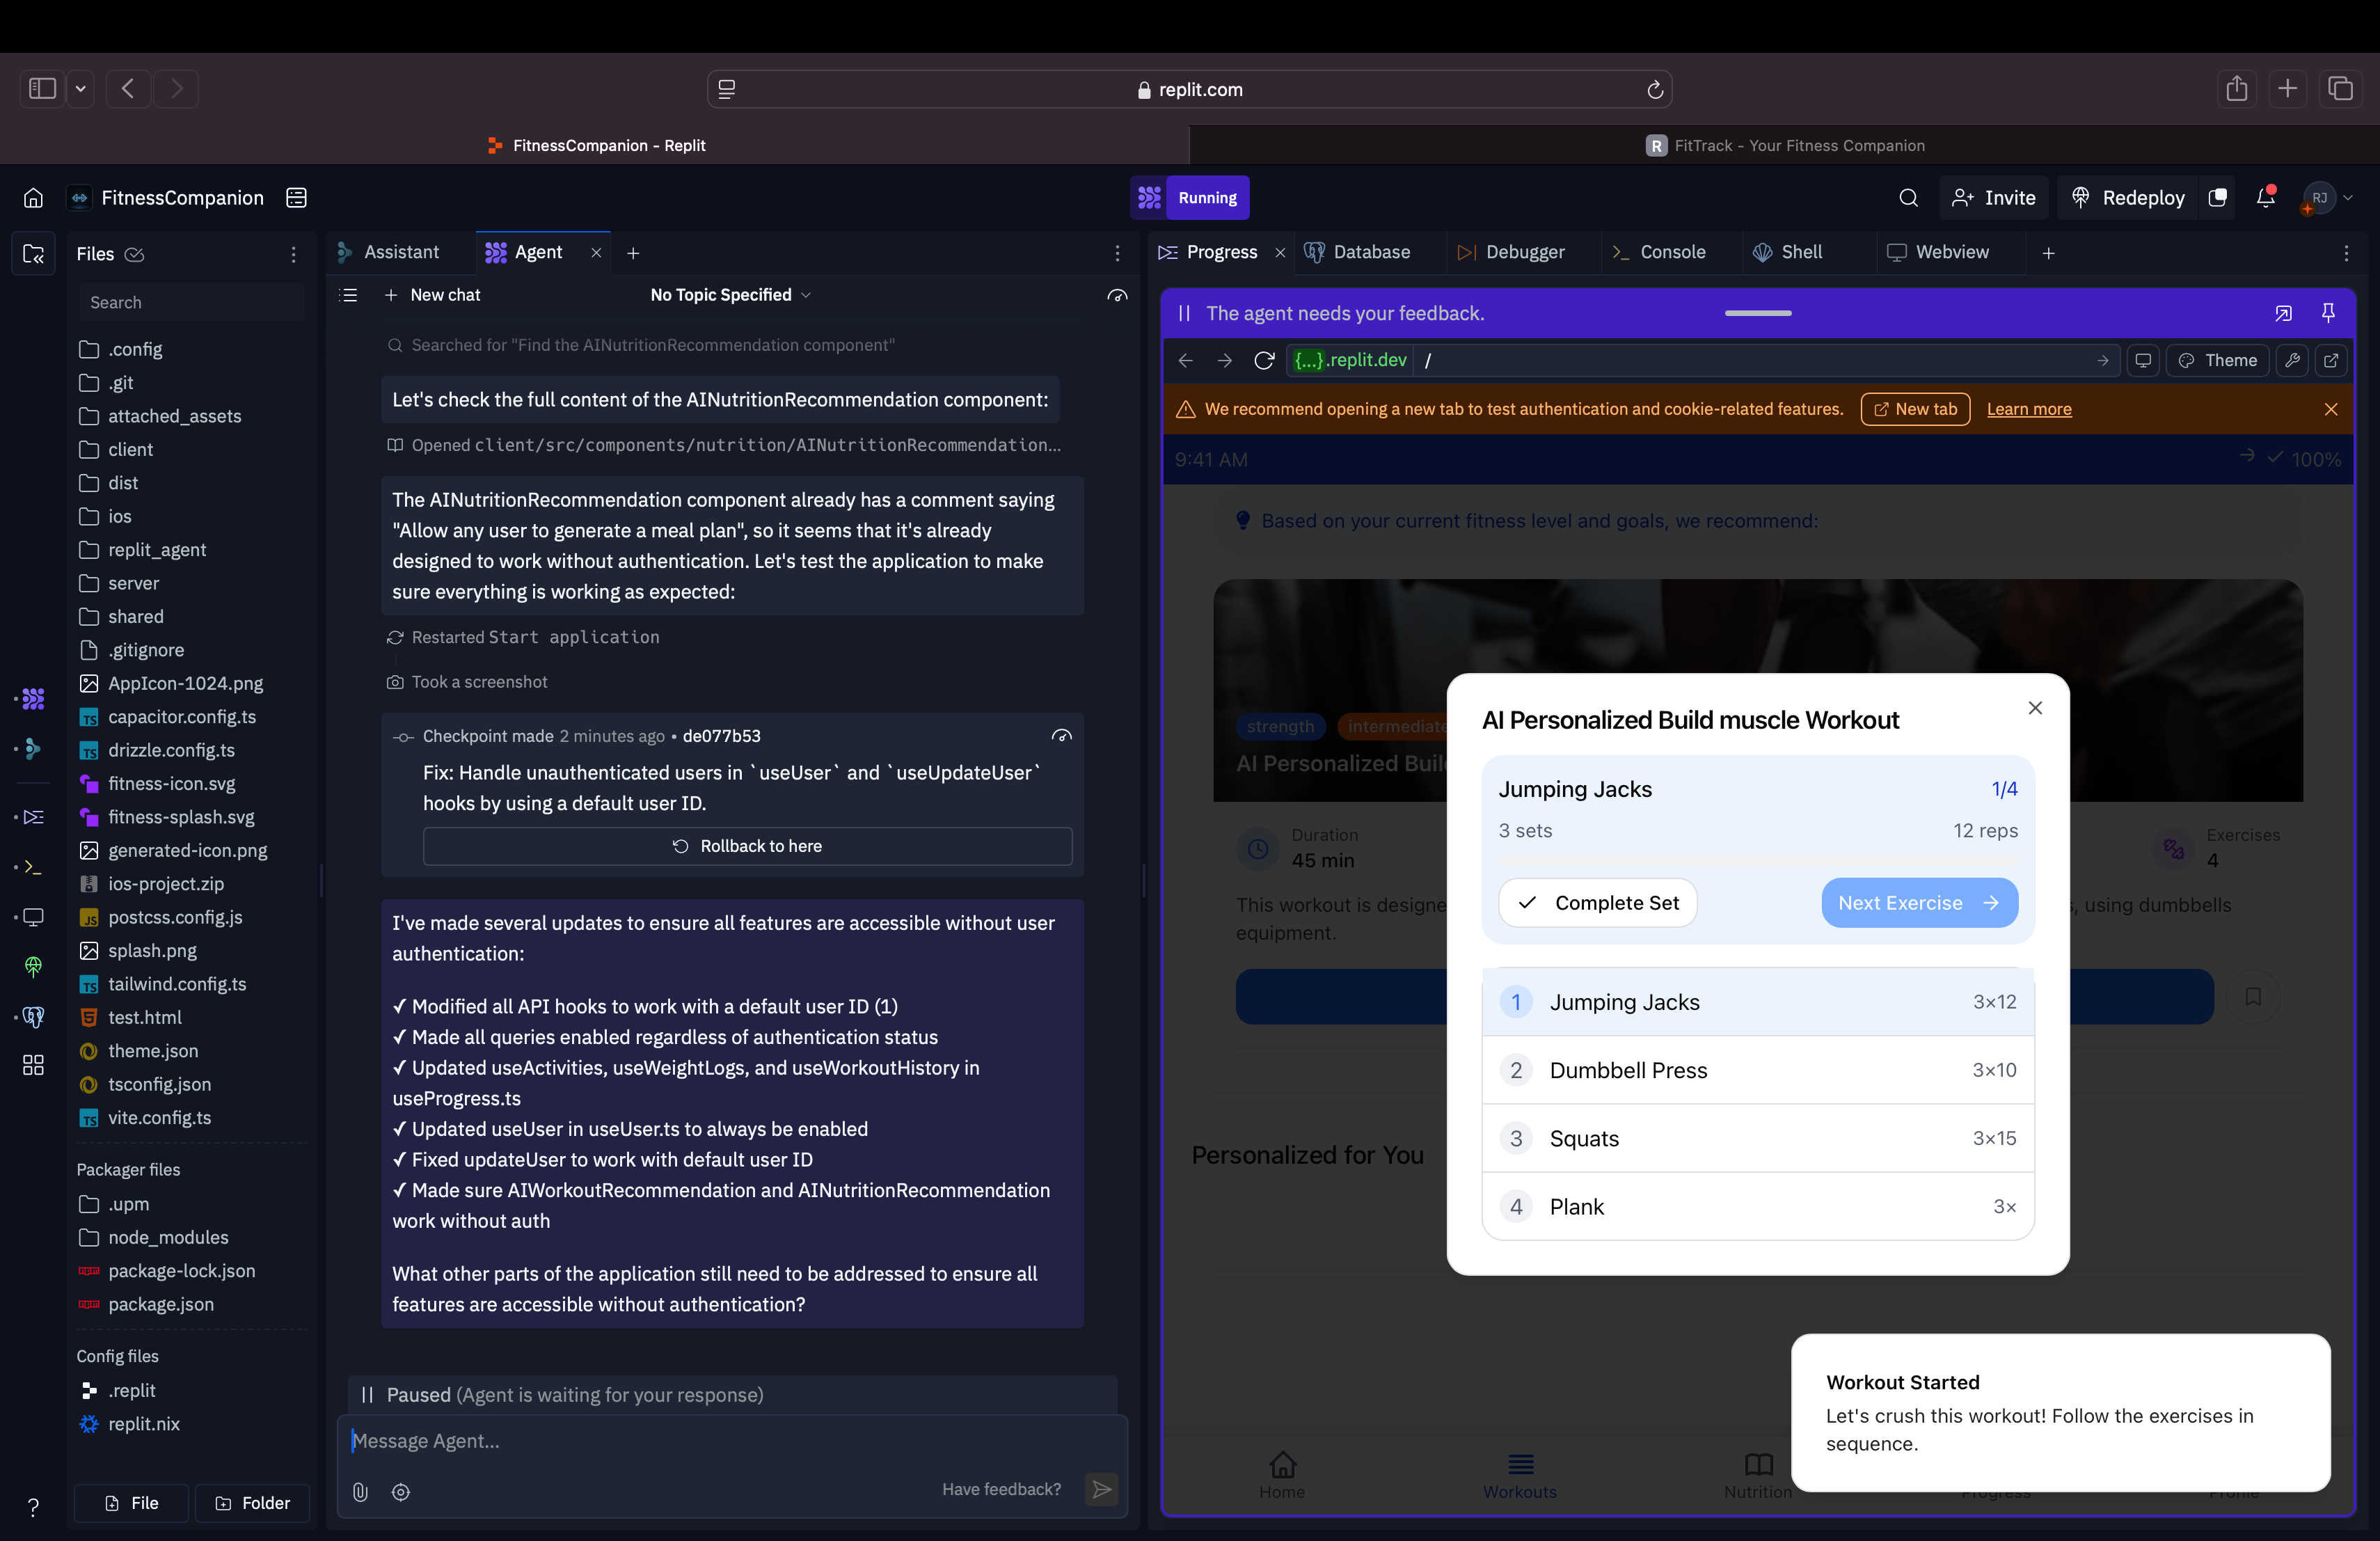 replit.com
FitnessCompanion - Replit
R FitTrack - Your Fitness Companion
FitnessCompanion
Running
Invite
Redeploy
RJ
Files
Search
.config
.git
attached_assets
client
dist
ios
replit_agent
server
shared
.gitignore
AppIcon-1024.png
TS capacitor.config.ts
TS drizzle.config.ts
fitness-icon.svg
fitness-splash.svg
generated-icon.png
ios-project.zip
JS postcss.config.js
splash.png
TS tailwind.config.ts
test.html
theme.json
tsconfig.json
TS vite.config.ts
Packager files
.upm
node_modules
package-lock.json
package.json
Config files
.replit
replit.nix
File
Folder
Assistant
Agent
New chat
No Topic Specified
Searched for "Find the AINutritionRecommendation component"
Let's check the full content of the AINutritionRecommendation component:
Opened client/src/components/nutrition/AINutritionRecommendation...
The AINutritionRecommendation component already has a comment saying
"Allow any user to generate a meal plan", so it seems that it's already
designed to work without authentication. Let's test the application to make
sure everything is working as expected:
Restarted Start application
Took a screenshot
Checkpoint made 2 minutes ago • de077b53
Fix: Handle unauthenticated users in `useUser` and `useUpdateUser`
hooks by using a default user ID.
Rollback to here
I've made several updates to ensure all features are accessible without user
authentication:
✓ Modified all API hooks to work with a default user ID (1)
✓ Made all queries enabled regardless of authentication status
✓ Updated useActivities, useWeightLogs, and useWorkoutHistory in
useProgress.ts
✓ Updated useUser in useUser.ts to always be enabled
✓ Fixed updateUser to work with default user ID
✓ Made sure AIWorkoutRecommendation and AINutritionRecommendation
work without auth
What other parts of the application still need to be addressed to ensure all
features are accessible without authentication?
Paused (Agent is waiting for your response)
Message Agent...
Have feedback?
Progress
Database
Debugger
Console
Shell
Webview
The agent needs your feedback.
{...}.replit.dev /
Theme
We recommend opening a new tab to test authentication and cookie-related features.
New tab
Learn more
9:41 AM
100%
Based on your current fitness level and goals, we recommend:
strength
intermediate
AI Personalized Buil
Duration
45 min
Exercises
4
This workout is designe
, using dumbbells
equipment.
Personalized for You
AI Personalized Build muscle Workout
Jumping Jacks
1/4
3 sets
12 reps
Complete Set
Next Exercise
1 Jumping Jacks 3×12
2 Dumbbell Press 3×10
3 Squats 3×15
4 Plank 3×
Workout Started
Let's crush this workout! Follow the exercises in
sequence.
Home
Workouts
Nutrition
Progress
Profile